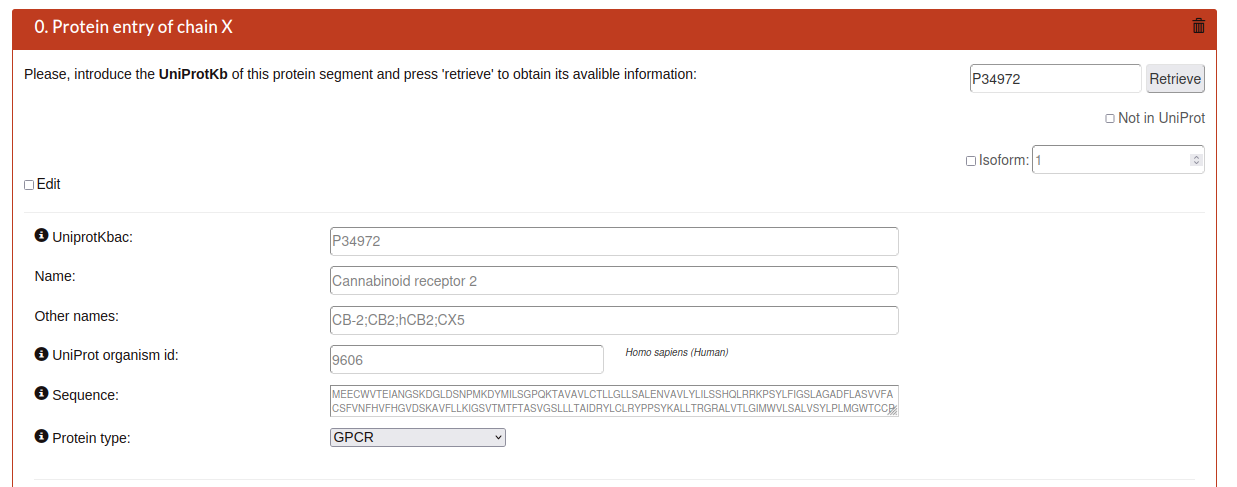 0. Protein entry of chain X
Please, introduce the UniProtKb of this protein segment and press 'retrieve' to obtain its avalible information:
P34972 Retrieve
Not in UniProt
Isoform: 1
Edit
UniprotKbac: P34972
Name: Cannabinoid receptor 2
Other names: CB-2;CB2;hCB2;CX5
UniProt organism id: 9606 Homo sapiens (Human)
Sequence: MEECWVTEIANGSKDGLDSNPMKDYMILSGPQKTAVAVLCTLLGLLSALENVAVLYLILSSHQLRRKPSYLFIGSLAGADFLASVVFA
CSFVNFHVFHGVDSKAVFLLKIGSVTMTFTASVGSLLLTAIDRYLCLRYPPSYKALLTRGRALVTLGIMWVLSALVSYLPLMGWTCCP
Protein type: GPCR